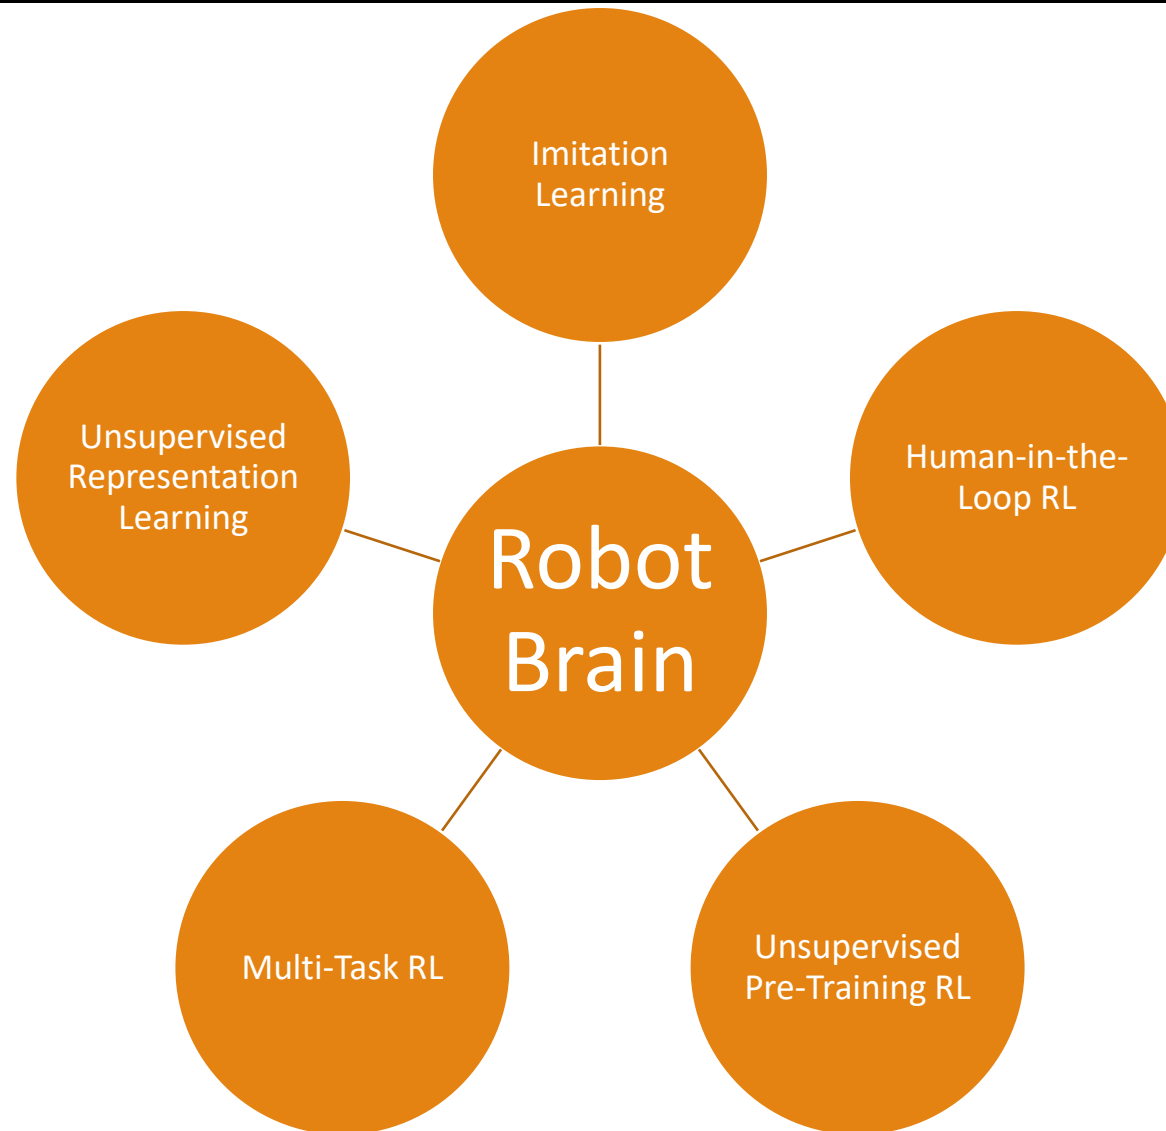 Imitation
Learning
Human-in-the-
Loop RL
Unsupervised
Pre-Training RL
Multi-Task RL
Unsupervised
Representation
Learning
Robot
Brain